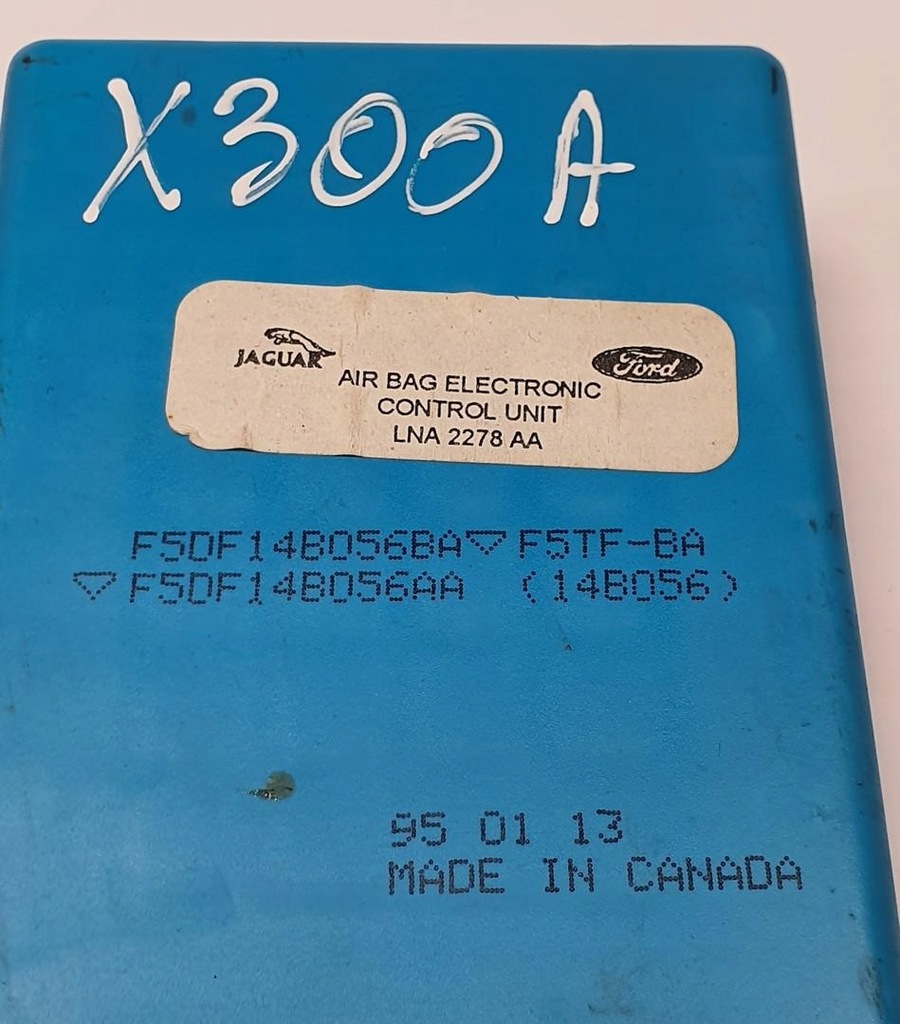 X300A
JAGUAR
Ford
AIR BAG ELECTRONIC
CONTROL UNIT
LNA 2278 AA
F5DF14B056BA▽ F5TF-BA
▽F5DF14B056AA (14B056)
95 01 13
MADE IN CANADA